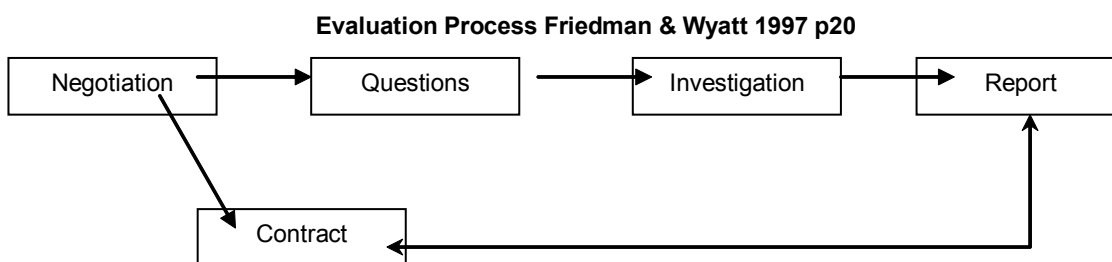 Evaluation Process Friedman & Wyatt 1997 p20
Negotiation Questions Investigation Report
Contract